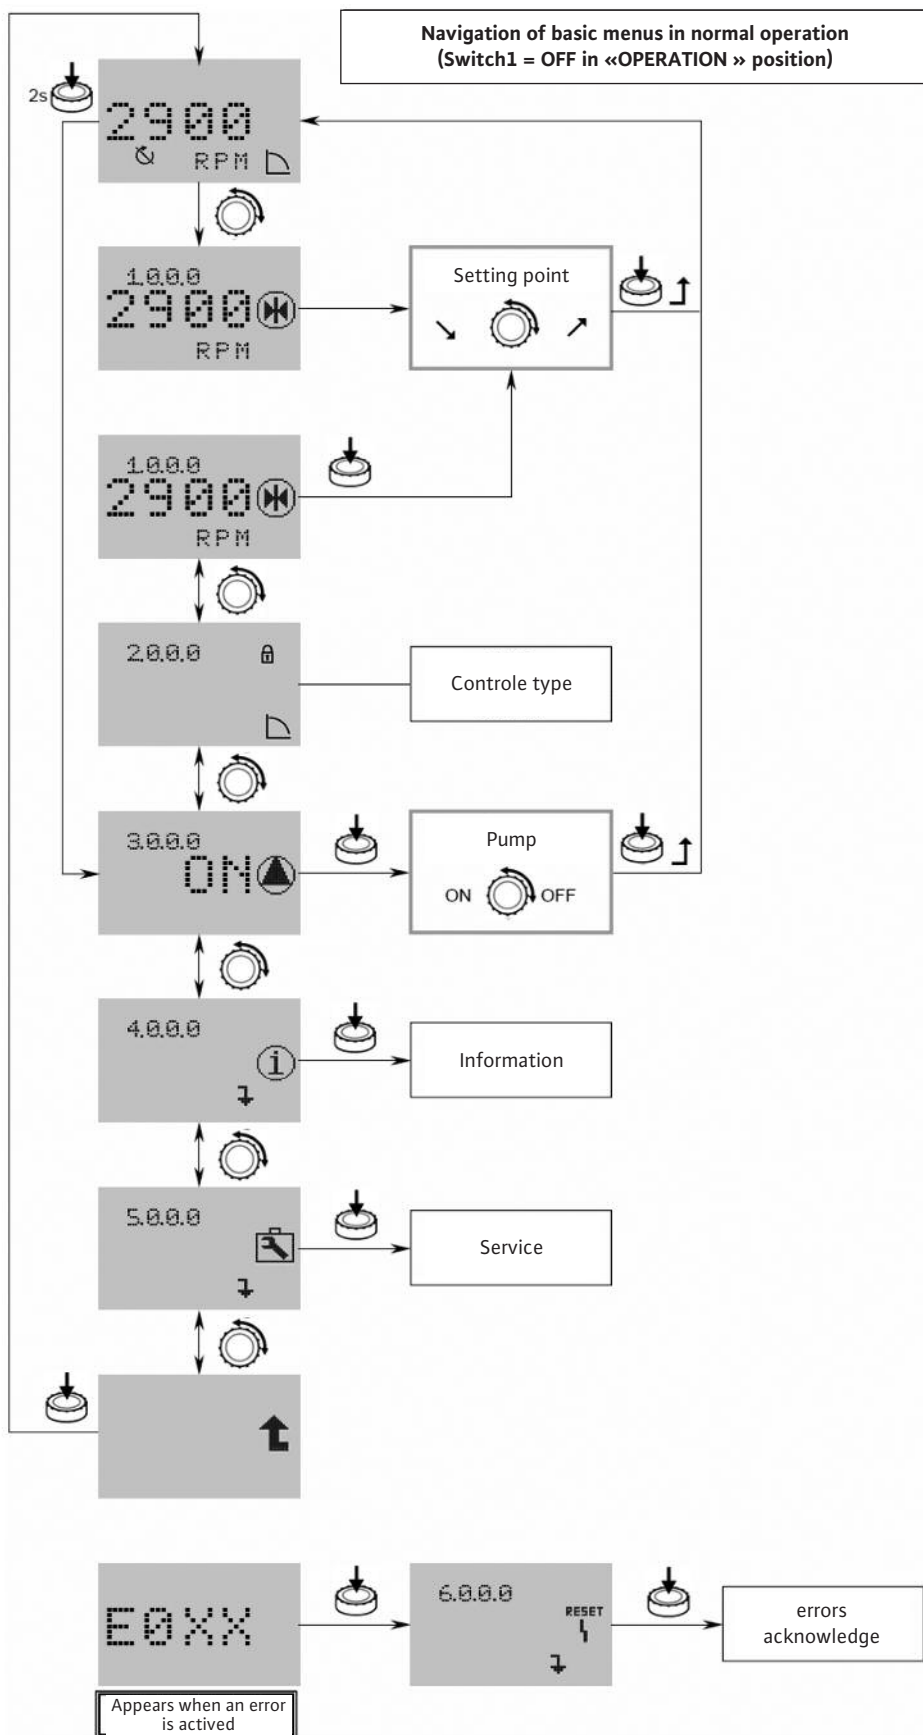 Navigation of basic menus in normal operation
(Switch1 = OFF in «OPERATION » position)
2s
2900
RPM
1.0.0.0
2900
RPM
Setting point
1.0.0.0
2900
RPM
2.0.0.0
Controle type
3.0.0.0
ON
Pump
ON OFF
4.0.0.0
i
Information
5.0.0.0
Service
E0XX
6.0.0.0
RESET
errors
acknowledge
Appears when an error
is actived